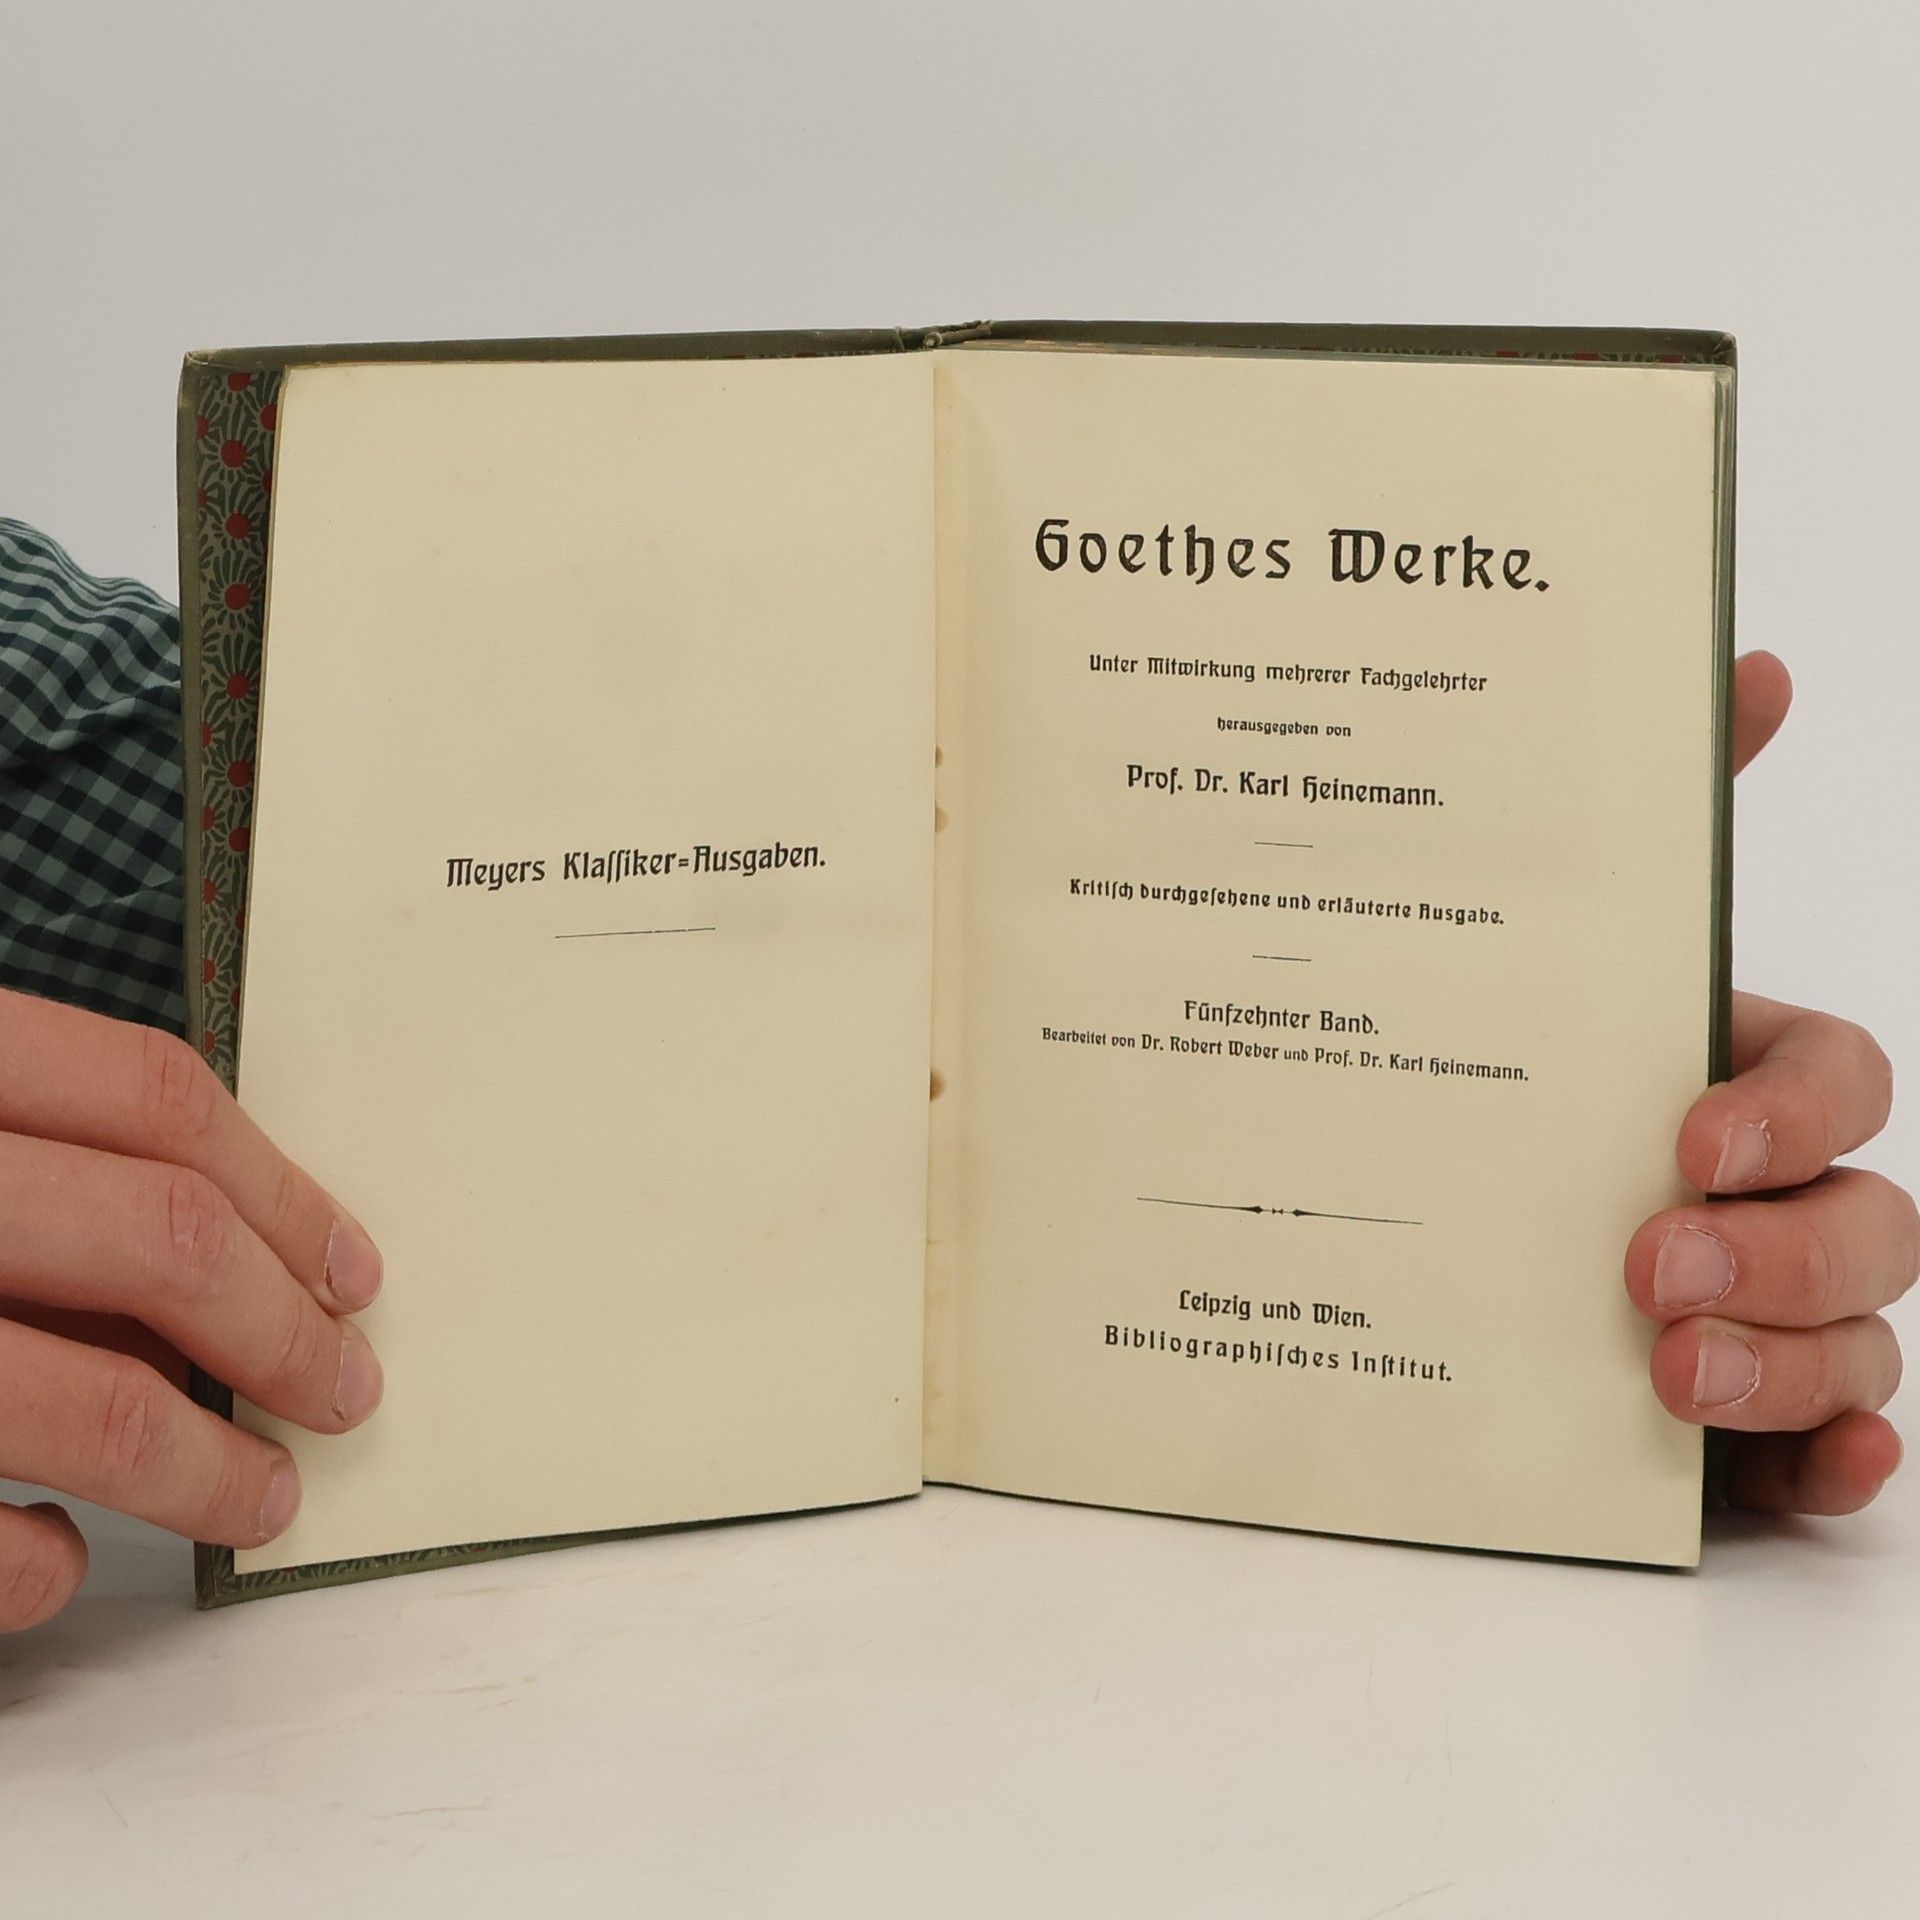 Meyers Klaſſiker=Ausgaben.
Goethes Werke.
Unter Mitwirkung mehrerer Fachgelehrter
herausgegeben von
Prof. Dr. Karl Heinemann.
Kritiſch durchgeſehene und erläuterte Ausgabe.
Fünfzehnter Band.
Bearbeitet von Dr. Robert Weber und Prof. Dr. Karl Heinemann.
Leipzig und Wien.
Bibliographiſches Inſtitut.